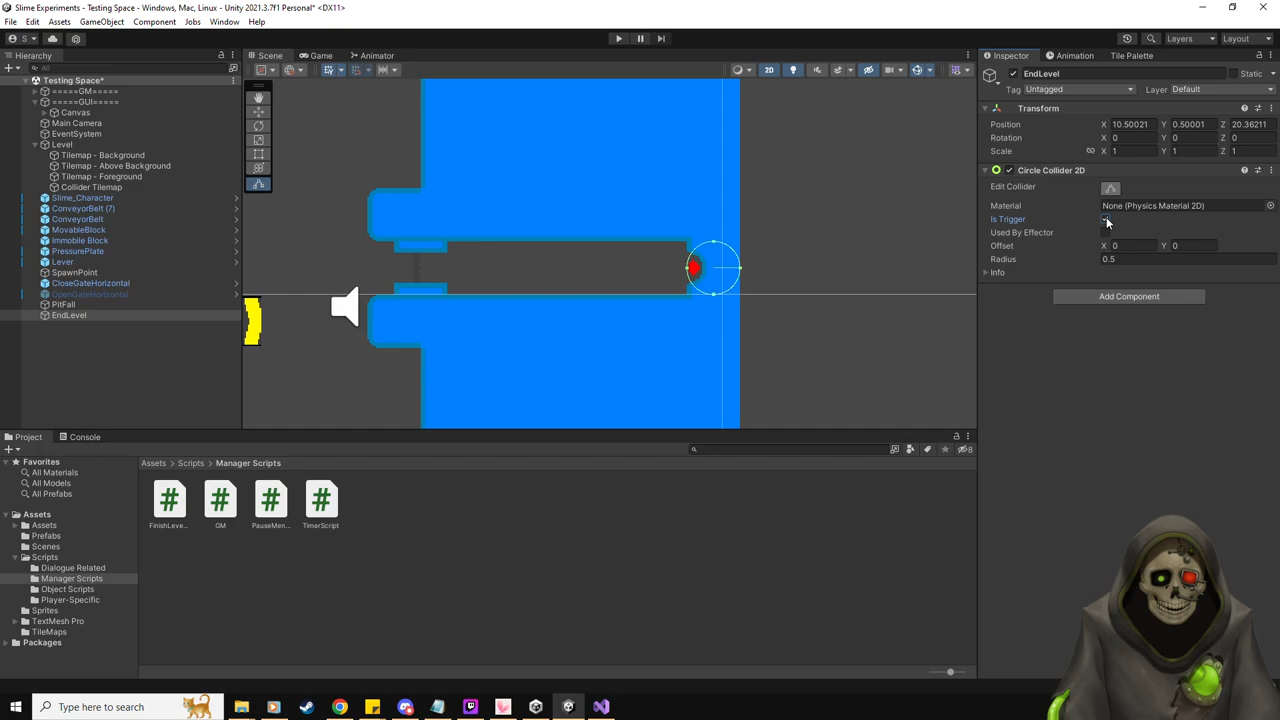 Slime Experiments - Testing Space - Windows, Mac, Linux - Unity 2021.3.7f1 Personal* <DX11>
File Edit Assets GameObject Component Jobs Window Help
S Layers Layout
Hierarchy
All
Testing Space*
=====GM=====
=====GUI=====
Canvas
Main Camera
EventSystem
Level
Tilemap - Background
Tilemap - Above Background
Tilemap - Foreground
Collider Tilemap
Slime_Character
ConveyorBelt (7)
ConveyorBelt
MovableBlock
Immobile Block
PressurePlate
Lever
SpawnPoint
CloseGateHorizontal
OpenGateHorizontal
PitFall
EndLevel
Scene Game Animator
2D
Inspector Animation Tile Palette
EndLevel Static
Tag Untagged Layer Default
Transform
Position X 10.50021 Y 0.50001 Z 20.36211
Rotation X 0 Y 0 Z 0
Scale X 1 Y 1 Z 1
Circle Collider 2D
Edit Collider
Material None (Physics Material 2D)
Is Trigger
Used By Effector
Offset X 0 Y 0
Radius 0.5
Info
Add Component
Project Console
8
Favorites
All Materials
All Models
All Prefabs
Assets
Assets
Prefabs
Scenes
Scripts
Dialogue Related
Manager Scripts
Object Scripts
Player-Specific
Sprites
TextMesh Pro
TileMaps
Packages
Assets > Scripts > Manager Scripts
# # # #
FinishLeve... GM PauseMen... TimerScript
Type here to search